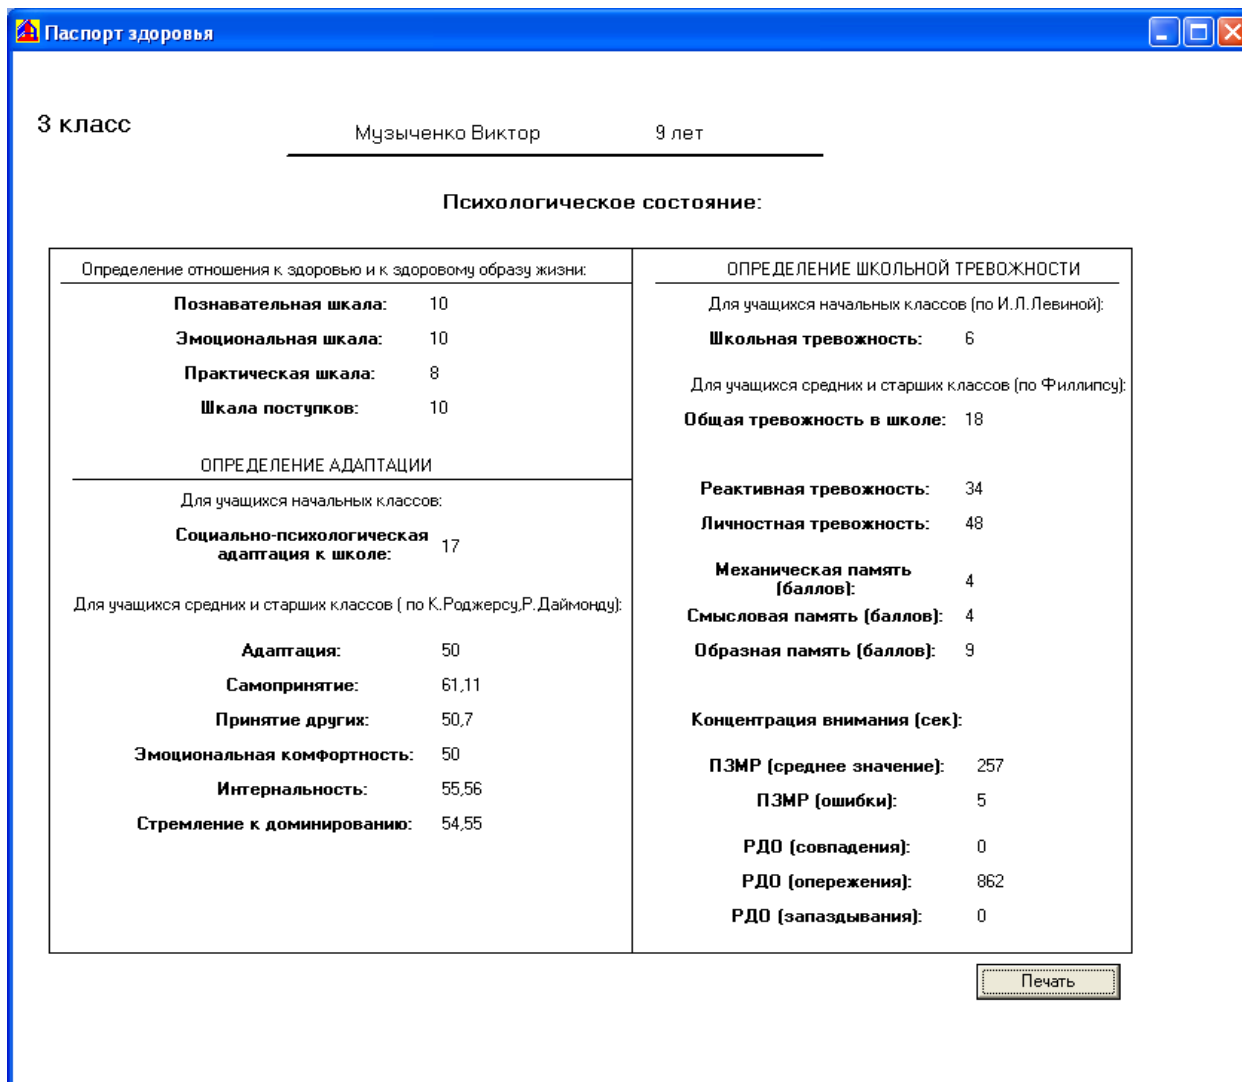 Паспорт здоровья
3 класс
Музыченко Виктор 9 лет
Психологическое состояние:
Определение отношения к здоровью и к здоровому образу жизни:
Познавательная шкала: 10
Эмоциональная шкала: 10
Практическая шкала: 8
Шкала поступков: 10
ОПРЕДЕЛЕНИЕ АДАПТАЦИИ
Для учащихся начальных классов:
Социально-психологическая
адаптация к школе: 17
Для учащихся средних и старших классов ( по К.Роджерсу,Р.Даймонду):
Адаптация: 50
Самопринятие: 61,11
Принятие других: 50,7
Эмоциональная комфортность: 50
Интернальность: 55,56
Стремление к доминированию: 54,55
ОПРЕДЕЛЕНИЕ ШКОЛЬНОЙ ТРЕВОЖНОСТИ
Для учащихся начальных классов (по И.Л.Левиной):
Школьная тревожность: 6
Для учащихся средних и старших классов (по Филлипсу):
Общая тревожность в школе: 18
Реактивная тревожность: 34
Личностная тревожность: 48
Механическая память
(баллов): 4
Смысловая память (баллов): 4
Образная память (баллов): 9
Концентрация внимания (сек):
ПЗМР (среднее значение): 257
ПЗМР (ошибки): 5
РДО (совпадения): 0
РДО (опережения): 862
РДО (запаздывания): 0
Печать